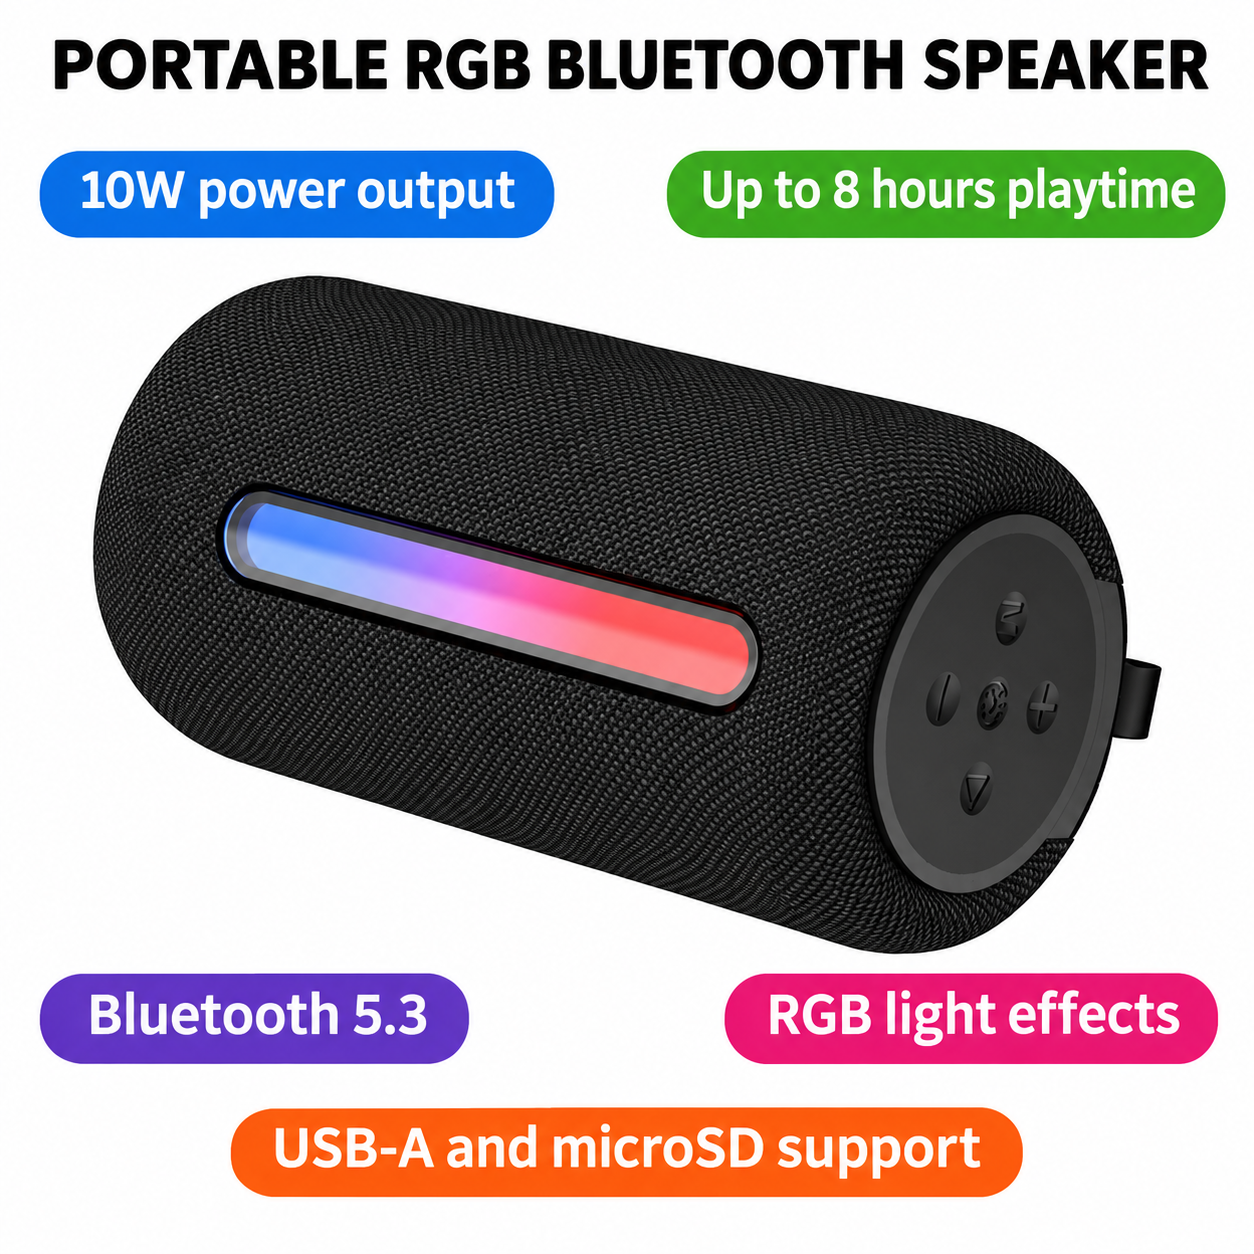 PORTABLE RGB BLUETOOTH SPEAKER
10W power output
Up to 8 hours playtime
M
Bluetooth 5.3
RGB light effects
USB-A and microSD support